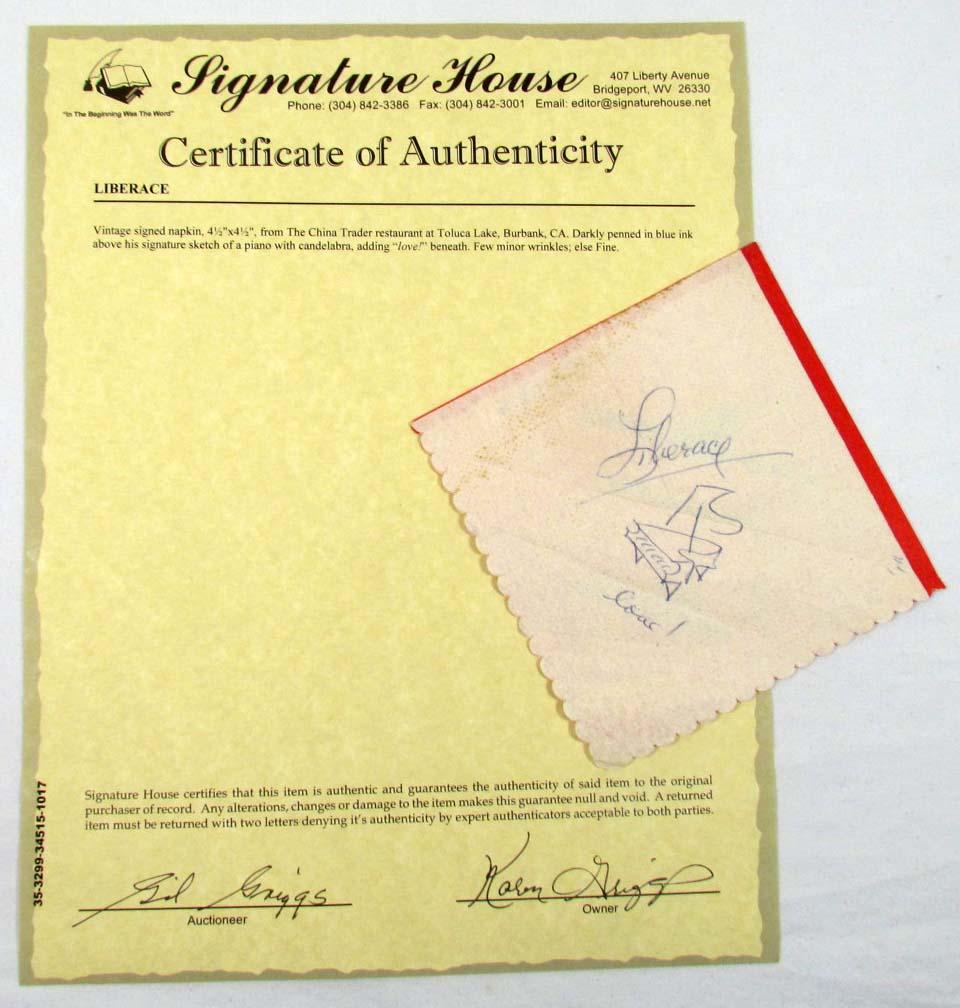 Signature House
407 Liberty Avenue
Bridgeport, WV 26330
Phone: (304) 842-3386 Fax: (304) 842-3001 Email: editor@signaturehouse.net
"In The Beginning Was The Word"
Certificate of Authenticity
LIBERACE
Vintage signed napkin, 4½"x4½", from The China Trader restaurant at Toluca Lake, Burbank, CA. Darkly penned in blue ink
above his signature sketch of a piano with candelabra, adding "love!" beneath. Few minor wrinkles; else Fine.
Liberace
love!
Signature House certifies that this item is authentic and guarantees the authenticity of said item to the original
purchaser of record. Any alterations, changes or damage to the item makes this guarantee null and void. A returned
item must be returned with two letters denying it's authenticity by expert authenticators acceptable to both parties.
35-3299-34515-1017
Gil Griggs
Auctioneer
Karen Griggs
Owner